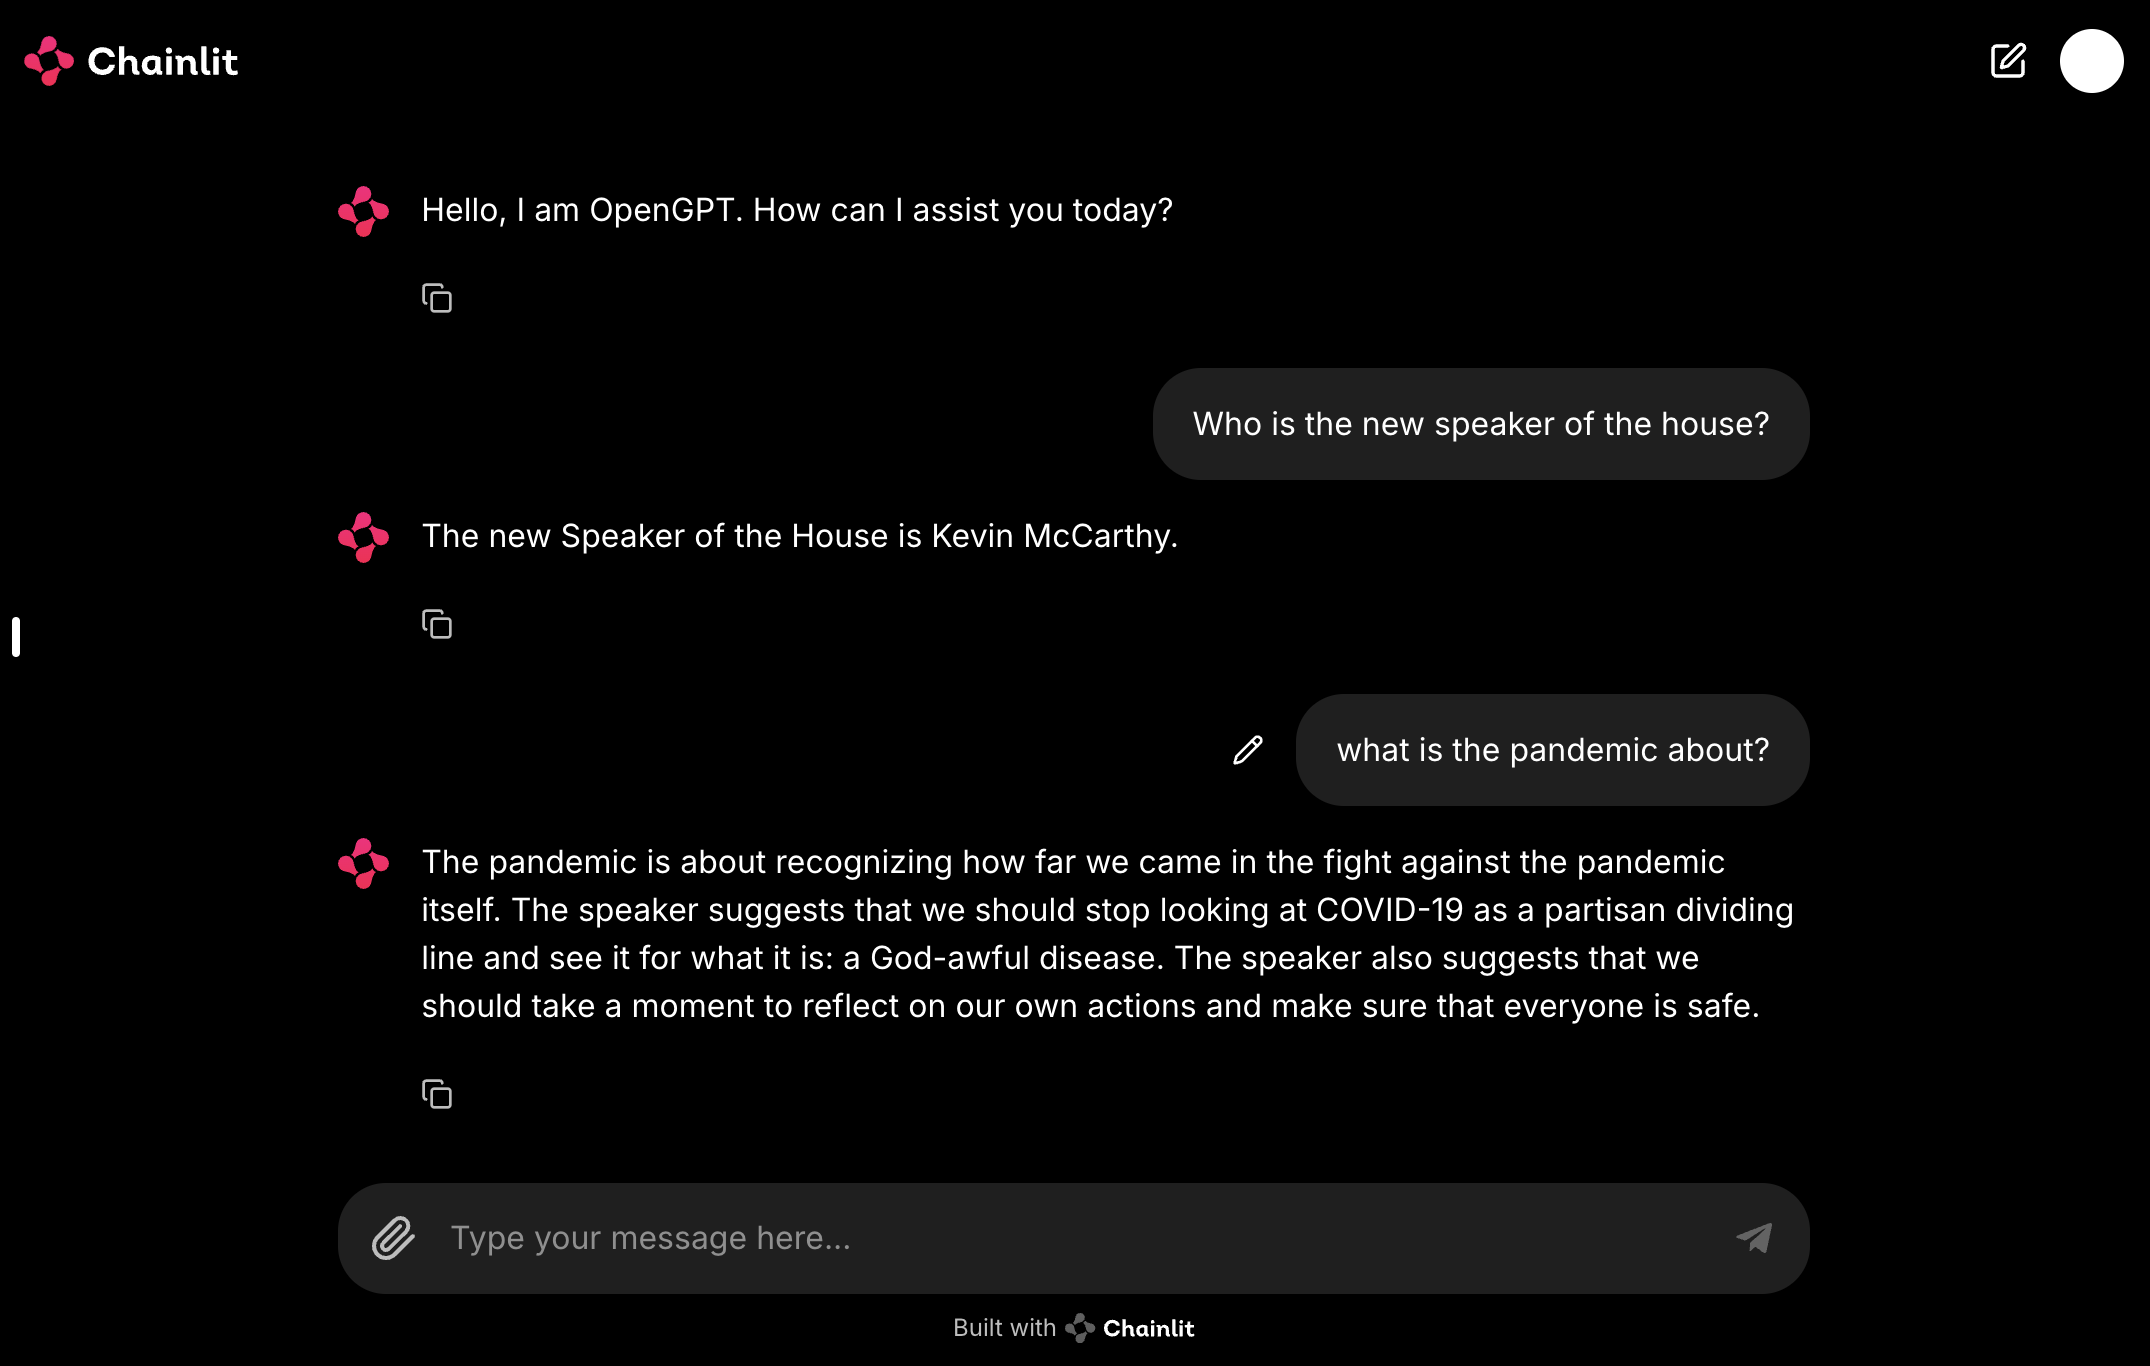 Chainlit
Hello, I am OpenGPT. How can I assist you today?
Who is the new speaker of the house?
The new Speaker of the House is Kevin McCarthy.
what is the pandemic about?
The pandemic is about recognizing how far we came in the fight against the pandemic
itself. The speaker suggests that we should stop looking at COVID-19 as a partisan dividing
line and see it for what it is: a God-awful disease. The speaker also suggests that we
should take a moment to reflect on our own actions and make sure that everyone is safe.
Type your message here...
Built with Chainlit